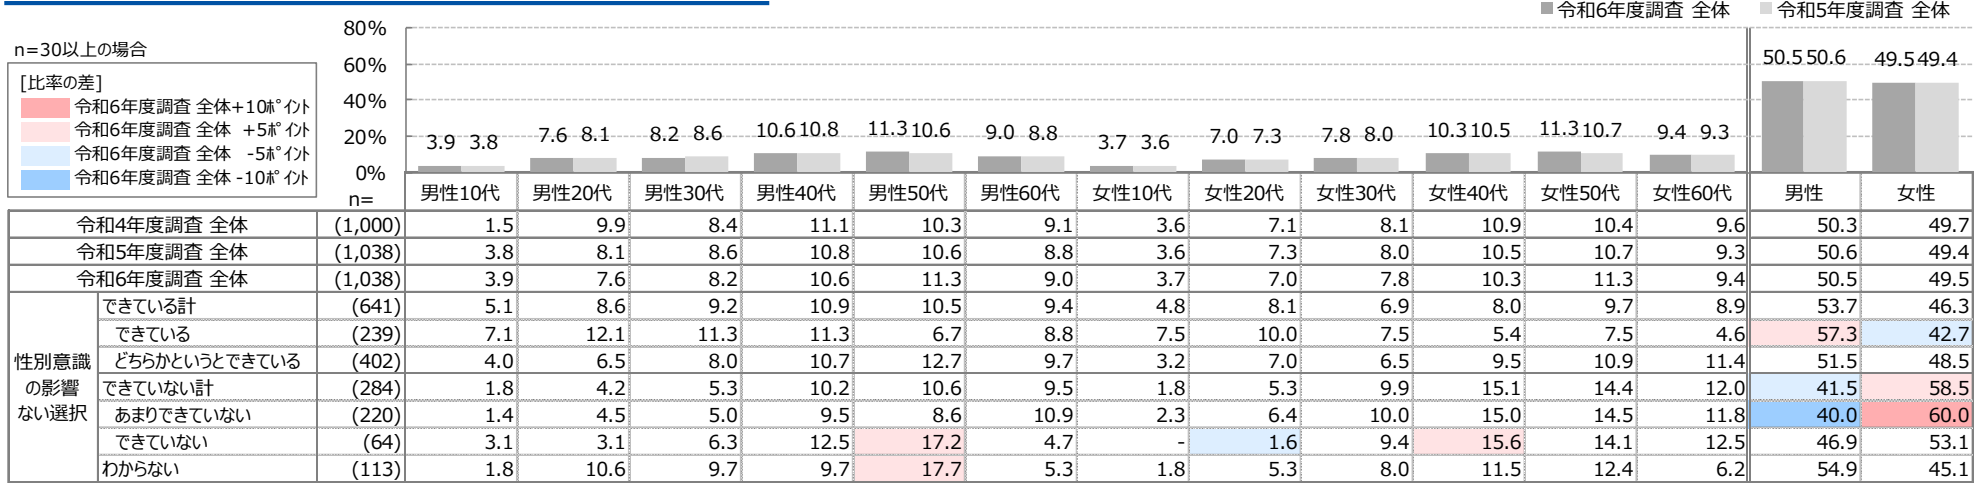 ■令和6年度調査 全体 ■令和5年度調査 全体
n=30以上の場合
[比率の差]
令和6年度調査 全体+10ポイント
令和6年度調査 全体 +5ポイント
令和6年度調査 全体 -5ポイント
令和6年度調査 全体 -10ポイント
80%
60%
40%
20%
0%
3.9 3.8 7.6 8.1 8.2 8.6 10.6 10.8 11.3 10.6 9.0 8.8 3.7 3.6 7.0 7.3 7.8 8.0 10.3 10.5 11.3 10.7 9.4 9.3 50.5 50.6 49.5 49.4
n= 男性10代 男性20代 男性30代 男性40代 男性50代 男性60代 女性10代 女性20代 女性30代 女性40代 女性50代 女性60代 男性 女性
令和4年度調査 全体 (1,000) 1.5 9.9 8.4 11.1 10.3 9.1 3.6 7.1 8.1 10.9 10.4 9.6 50.3 49.7
令和5年度調査 全体 (1,038) 3.8 8.1 8.6 10.8 10.6 8.8 3.6 7.3 8.0 10.5 10.7 9.3 50.6 49.4
令和6年度調査 全体 (1,038) 3.9 7.6 8.2 10.6 11.3 9.0 3.7 7.0 7.8 10.3 11.3 9.4 50.5 49.5
性別意識
の影響
ない選択
できている計 (641) 5.1 8.6 9.2 10.9 10.5 9.4 4.8 8.1 6.9 8.0 9.7 8.9 53.7 46.3
できている (239) 7.1 12.1 11.3 11.3 6.7 8.8 7.5 10.0 7.5 5.4 7.5 4.6 57.3 42.7
どちらかというとできている (402) 4.0 6.5 8.0 10.7 12.7 9.7 3.2 7.0 6.5 9.5 10.9 11.4 51.5 48.5
できていない計 (284) 1.8 4.2 5.3 10.2 10.6 9.5 1.8 5.3 9.9 15.1 14.4 12.0 41.5 58.5
あまりできていない (220) 1.4 4.5 5.0 9.5 8.6 10.9 2.3 6.4 10.0 15.0 14.5 11.8 40.0 60.0
できていない (64) 3.1 3.1 6.3 12.5 17.2 4.7 - 1.6 9.4 15.6 14.1 12.5 46.9 53.1
わからない (113) 1.8 10.6 9.7 9.7 17.7 5.3 1.8 5.3 8.0 11.5 12.4 6.2 54.9 45.1